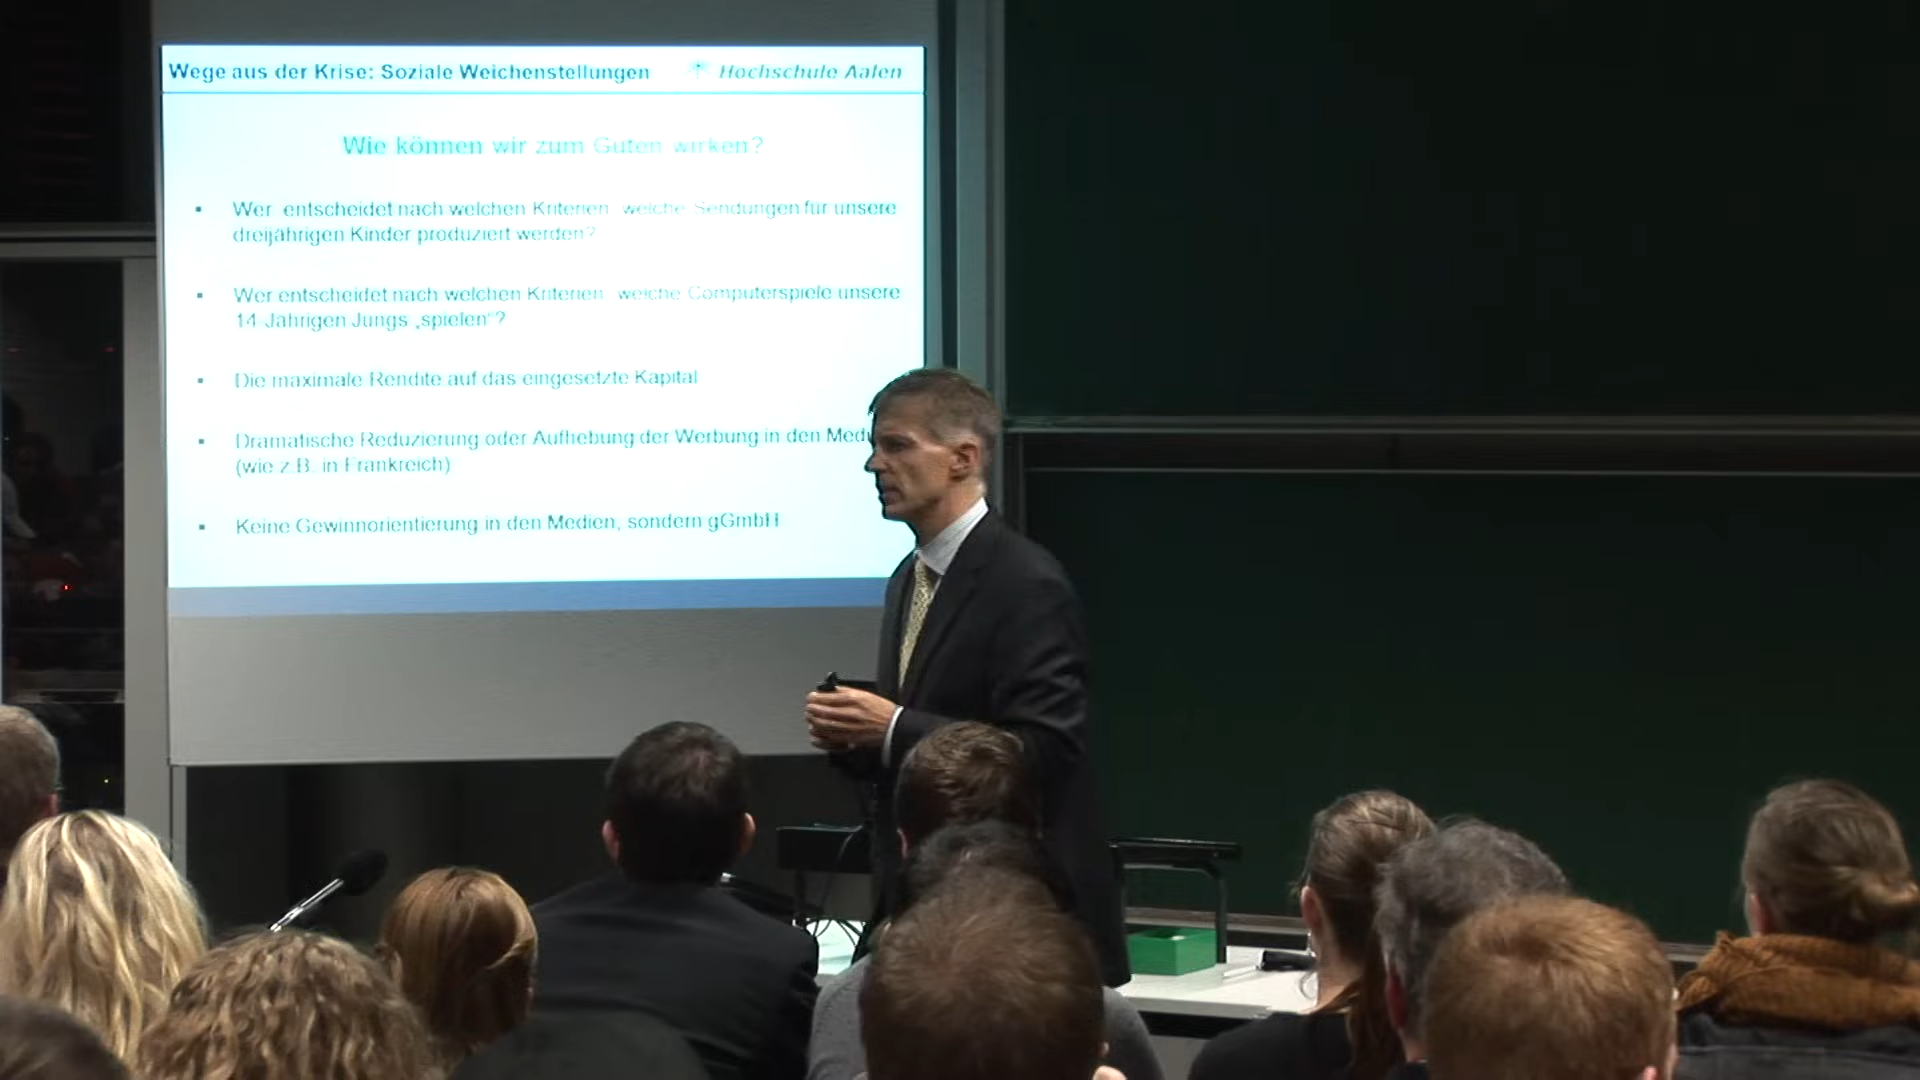 Wege aus der Krise: Soziale Weichenstellungen
Hochschule Aalen
Wie können wir zum Guten wirken?
▪ Wer entscheidet nach welchen Kriterien welche Sendungen für unsere
dreijährigen Kinder produziert werden?
▪ Wer entscheidet nach welchen Kriterien welche Computerspiele unsere
14 Jährigen Jungs „spielen“?
▪ Die maximale Rendite auf das eingesetzte Kapital
▪ Dramatische Reduzierung oder Aufhebung der Werbung in den
(wie z.B. in Frankreich)
▪ Keine Gewinnorientierung in den Medien, sondern gGmbH